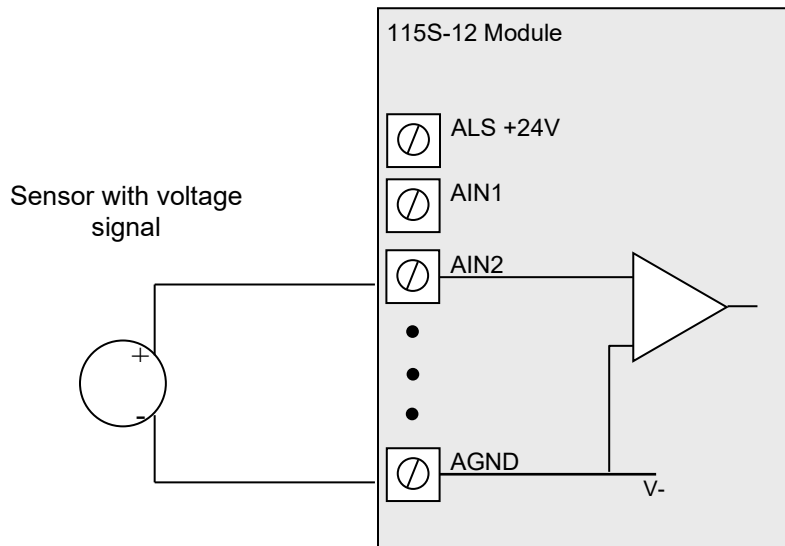 115S-12 Module
ALS +24V
AIN1
Sensor with voltage
signal
AIN2
+
-
AGND
V-